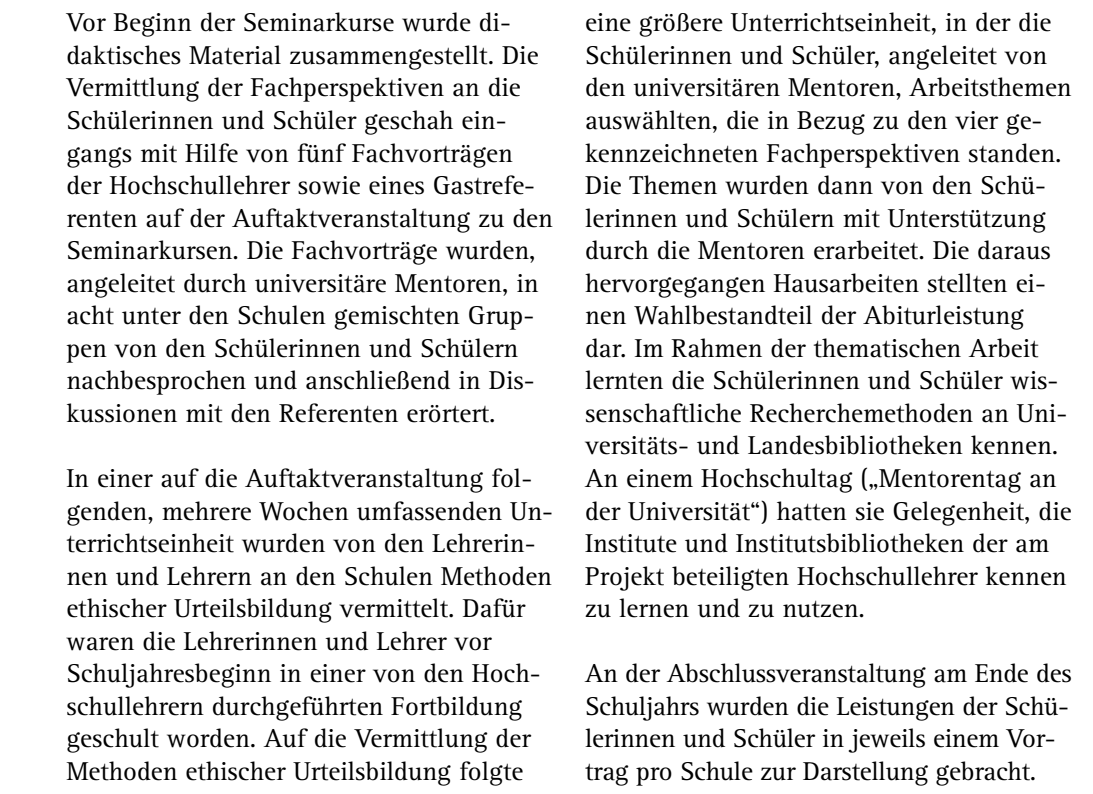 Vor Beginn der Seminarkurse wurde di-
daktisches Material zusammengestellt. Die
Vermittlung der Fachperspektiven an die
Schülerinnen und Schüler geschah ein-
gangs mit Hilfe von fünf Fachvorträgen
der Hochschullehrer sowie eines Gastrefe-
renten auf der Auftaktveranstaltung zu den
Seminarkursen. Die Fachvorträge wurden,
angeleitet durch universitäre Mentoren, in
acht unter den Schulen gemischten Grup-
pen von den Schülerinnen und Schülern
nachbesprochen und anschließend in Dis-
kussionen mit den Referenten erörtert.

In einer auf die Auftaktveranstaltung fol-
genden, mehrere Wochen umfassenden Un-
terrichtseinheit wurden von den Lehrerin-
nen und Lehrern an den Schulen Methoden
ethischer Urteilsbildung vermittelt. Dafür
waren die Lehrerinnen und Lehrer vor
Schuljahresbeginn in einer von den Hoch-
schullehrern durchgeführten Fortbildung
geschult worden. Auf die Vermittlung der
Methoden ethischer Urteilsbildung folgte
eine größere Unterrichtseinheit, in der die
Schülerinnen und Schüler, angeleitet von
den universitären Mentoren, Arbeitsthemen
auswählten, die in Bezug zu den vier ge-
kennzeichneten Fachperspektiven standen.
Die Themen wurden dann von den Schü-
lerinnen und Schülern mit Unterstützung
durch die Mentoren erarbeitet. Die daraus
hervorgegangen Hausarbeiten stellten ei-
nen Wahlbestandteil der Abiturleistung
dar. Im Rahmen der thematischen Arbeit
lernten die Schülerinnen und Schüler wis-
senschaftliche Recherchemethoden an Uni-
versitäts- und Landesbibliotheken kennen.
An einem Hochschultag („Mentorentag an
der Universität“) hatten sie Gelegenheit, die
Institute und Institutsbibliotheken der am
Projekt beteiligten Hochschullehrer kennen
zu lernen und zu nutzen.

An der Abschlussveranstaltung am Ende des
Schuljahrs wurden die Leistungen der Schü-
lerinnen und Schüler in jeweils einem Vor-
trag pro Schule zur Darstellung gebracht.